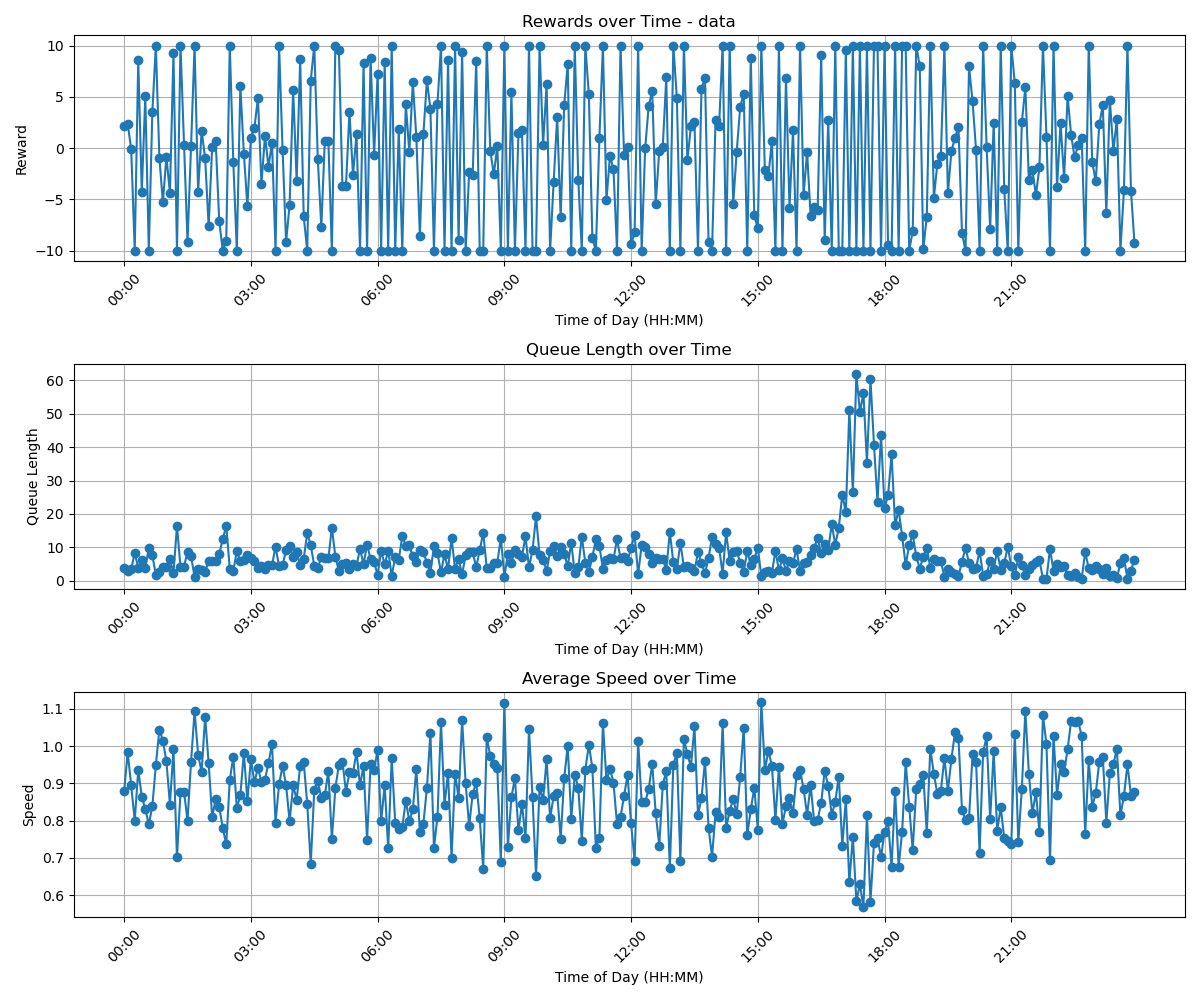 Rewards over Time - data
10
5
0
−5
−10
Reward
00:00 03:00 06:00 09:00 12:00 15:00 18:00 21:00
Time of Day (HH:MM)
Queue Length over Time
60
50
40
30
20
10
0
Queue Length
00:00 03:00 06:00 09:00 12:00 15:00 18:00 21:00
Time of Day (HH:MM)
Average Speed over Time
1.1
1.0
0.9
0.8
0.7
0.6
Speed
00:00 03:00 06:00 09:00 12:00 15:00 18:00 21:00
Time of Day (HH:MM)